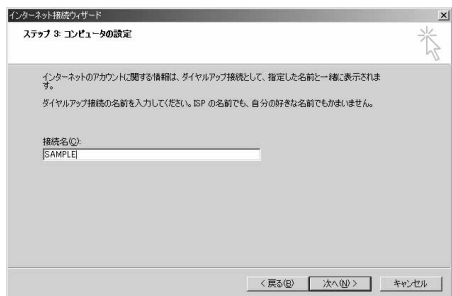 インターネット接続ウィザード
ステップ 3: コンピュータの設定
インターネットのアカウントに関する情報は、ダイヤルアップ接続として、指定した名前と一緒に表示されま
す。
ダイヤルアップ接続の名前を入力してください。ISP の名前でも、自分の好きな名前でもかまいません。
接続名(C):
SAMPLE
< 戻る(B)
次へ(N) >
キャンセル